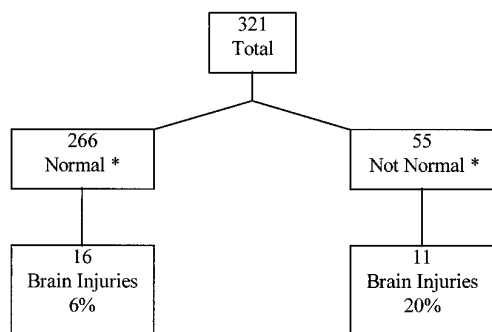 321
Total
266
Normal *
55
Not Normal *
16
Brain Injuries
6%
11
Brain Injuries
20%